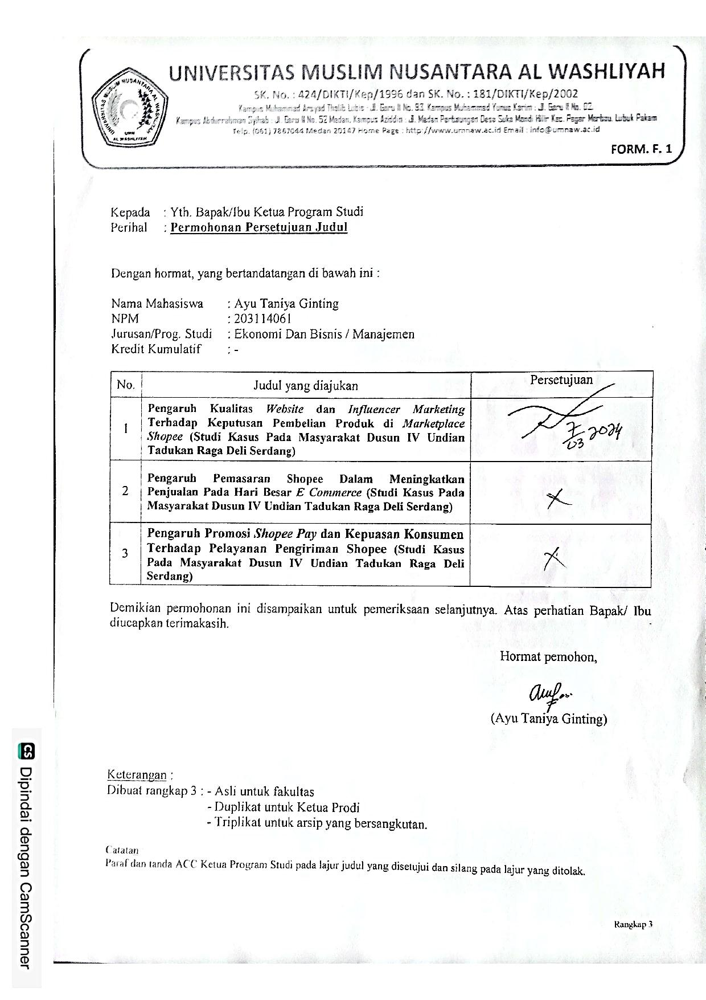 UNIVERSITAS MUSLIM NUSANTARA AL WASHLIYAH
UMN
AL WASHLIYAH
SK. No. : 424/DIKTI/Kep/1996 dan SK. No. : 181/DIKTI/Kep/2002
Kampus Muhammad Arsyad Thalib Lubis : Jl. Garu II No. 93 Kampus Muhammad Yunus Karim : Jl. Garu II No. 02
Kampus Abdurrahman Syihab : Jl. Garu II No. 52 Medan, Kampus Aziddin : Jl. Medan Perbaungan Desa Suka Mandi Hilir Kec. Pagar Merbau, Lubuk Pakam
Telp. (061) 7867044 Medan 20147 Home Page : http://www.umnaw.ac.id Email : info@umnaw.ac.id
FORM. F. 1
Kepada : Yth. Bapak/Ibu Ketua Program Studi
Perihal : Permohonan Persetujuan Judul
Dengan hormat, yang bertandatangan di bawah ini :
Nama Mahasiswa : Ayu Taniya Ginting
NPM : 203114061
Jurusan/Prog. Studi : Ekonomi Dan Bisnis / Manajemen
Kredit Kumulatif : -
No. Judul yang diajukan Persetujuan
1
Pengaruh Kualitas Website dan Influencer Marketing
Terhadap Keputusan Pembelian Produk di Marketplace
Shopee (Studi Kasus Pada Masyarakat Dusun IV Undian
Tadukan Raga Deli Serdang)
03 2024
2
Pengaruh Pemasaran Shopee Dalam Meningkatkan
Penjualan Pada Hari Besar E Commerce (Studi Kasus Pada
Masyarakat Dusun IV Undian Tadukan Raga Deli Serdang)
3
Pengaruh Promosi Shopee Pay dan Kepuasan Konsumen
Terhadap Pelayanan Pengiriman Shopee (Studi Kasus
Pada Masyarakat Dusun IV Undian Tadukan Raga Deli
Serdang)
Demikian permohonan ini disampaikan untuk pemeriksaan selanjutnya. Atas perhatian Bapak/ Ibu
diucapkan terimakasih.
Hormat pemohon,
(Ayu Taniya Ginting)
Keterangan :
Dibuat rangkap 3 : - Asli untuk fakultas
- Duplikat untuk Ketua Prodi
- Triplikat untuk arsip yang bersangkutan.
Catatan
Paraf dan tanda ACC Ketua Program Studi pada lajur judul yang disetujui dan silang pada lajur yang ditolak.
Rangkap 3
CS Dipindai dengan CamScanner